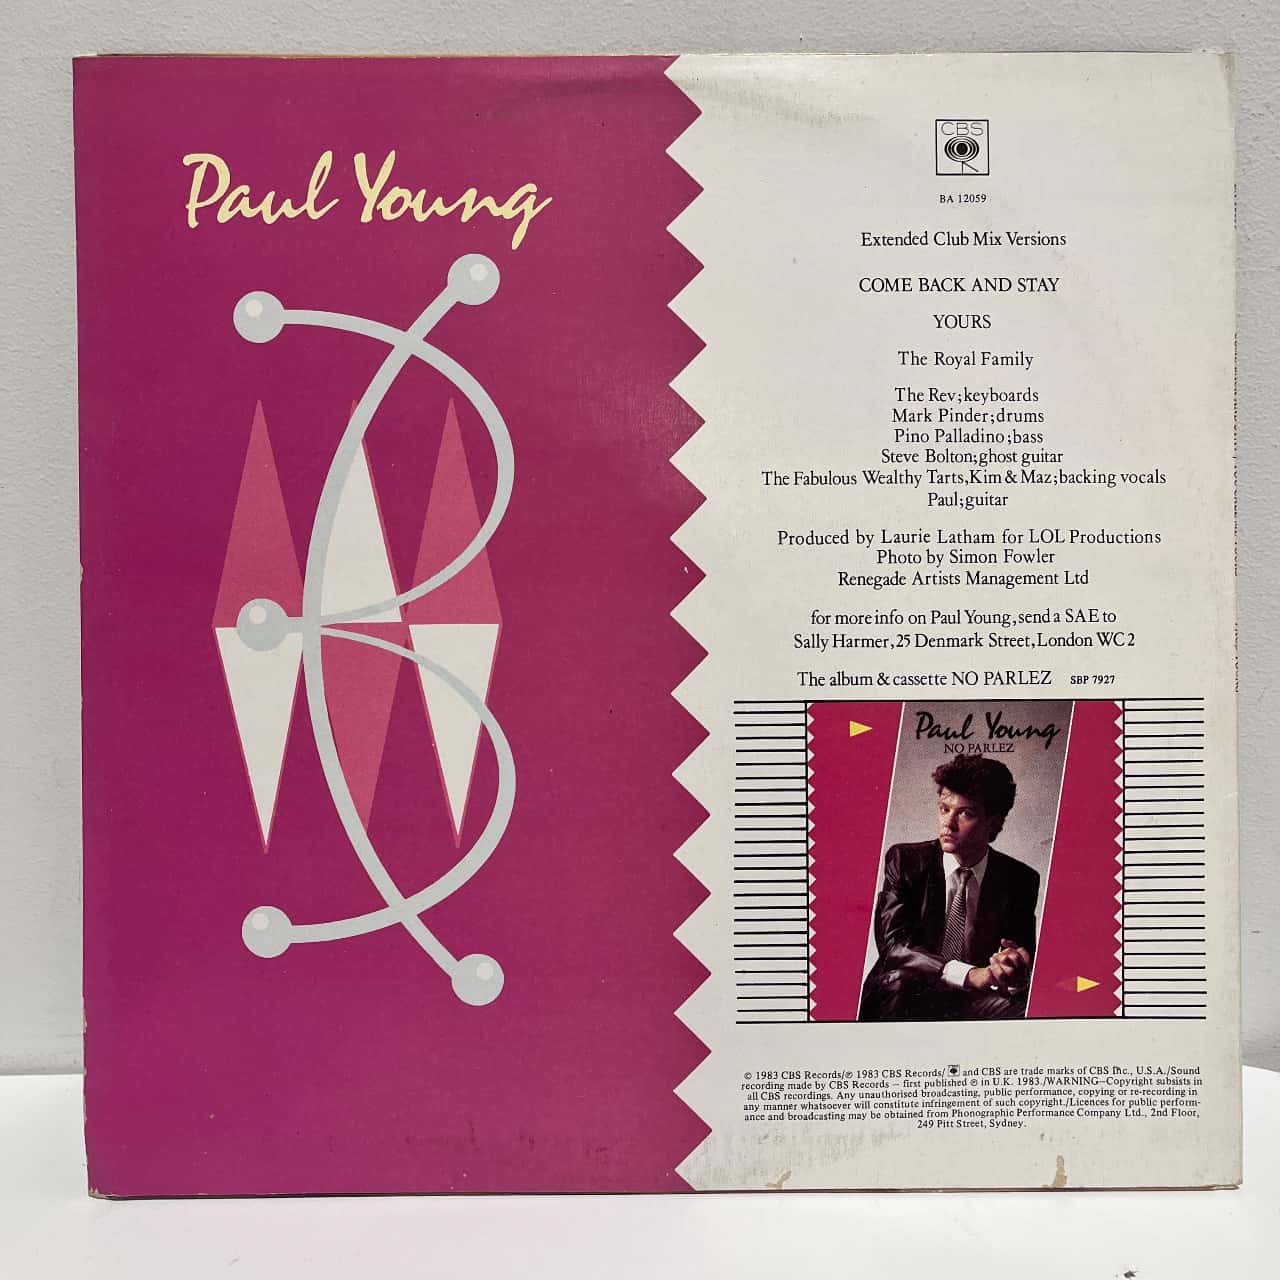 Paul Young
CBS
BA 12059
Extended Club Mix Versions
COME BACK AND STAY
YOURS
The Royal Family
The Rev;keyboards
Mark Pinder;drums
Pino Palladino;bass
Steve Bolton;ghost guitar
The Fabulous Wealthy Tarts,Kim & Maz;backing vocals
Paul;guitar
Produced by Laurie Latham for LOL Productions
Photo by Simon Fowler
Renegade Artists Management Ltd
for more info on Paul Young,send a SAE to
Sally Harmer,25 Denmark Street,London WC2
The album & cassette NO PARLEZ SBP 7927
Paul Young
NO PARLEZ
© 1983 CBS Records/℗ 1983 CBS Records/ and CBS are trade marks of CBS Inc., U.S.A./Sound
recording made by CBS Records – first published ℗ in U.K. 1983./WARNING–Copyright subsists in
all CBS recordings. Any unauthorised broadcasting, public performance, copying or re-recording in
any manner whatsoever will constitute infringement of such copyright./Licences for public perform-
ance and broadcasting may be obtained from Phonographic Performance Company Ltd., 2nd Floor,
249 Pitt Street, Sydney.